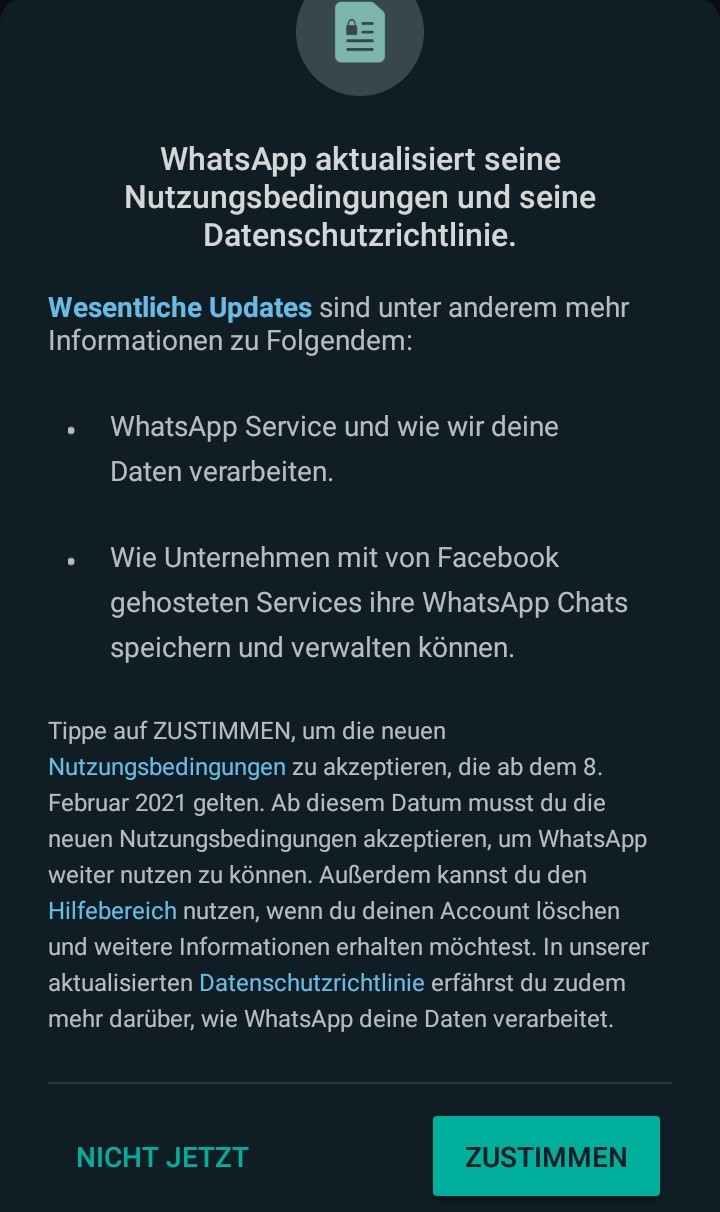 WhatsApp aktualisiert seine
Nutzungsbedingungen und seine
Datenschutzrichtlinie.
Wesentliche Updates sind unter anderem mehr
Informationen zu Folgendem:
• WhatsApp Service und wie wir deine
Daten verarbeiten.
• Wie Unternehmen mit von Facebook
gehosteten Services ihre WhatsApp Chats
speichern und verwalten können.
Tippe auf ZUSTIMMEN, um die neuen
Nutzungsbedingungen zu akzeptieren, die ab dem 8.
Februar 2021 gelten. Ab diesem Datum musst du die
neuen Nutzungsbedingungen akzeptieren, um WhatsApp
weiter nutzen zu können. Außerdem kannst du den
Hilfebereich nutzen, wenn du deinen Account löschen
und weitere Informationen erhalten möchtest. In unserer
aktualisierten Datenschutzrichtlinie erfährst du zudem
mehr darüber, wie WhatsApp deine Daten verarbeitet.
NICHT JETZT
ZUSTIMMEN